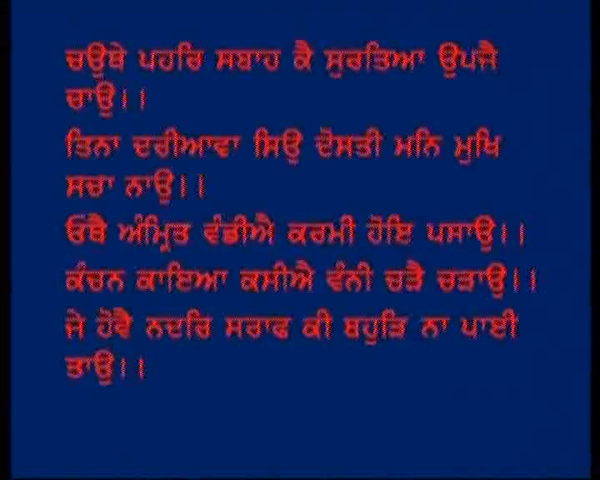 ਚਉਥੇ ਪਹਰਿ ਸਬਾਹ ਕੈ ਸੁਰਤਿਆ ਉਪਜੈ
ਚਾਉ।।
ਤਿਨਾ ਦਰੀਆਵਾ ਸਿਉ ਦੋਸਤੀ ਮਨਿ ਮੁਖਿ
ਸਚਾ ਨਾਉ।।
ਓਥੈ ਅੰਮ੍ਰਿਤ ਵੰਡੀਐ ਕਰਮੀ ਹੋਇ ਪਸਾਉ।।
ਕੰਚਨ ਕਾਇਆ ਕਸੀਐ ਵੰਨੀ ਚੜੈ ਚੜਾਉ।।
ਜੇ ਹੋਵੈ ਨਦਰਿ ਸਰਾਫ ਕੀ ਬਹੁੜਿ ਨਾ ਪਾਈ
ਤਾਉ।।